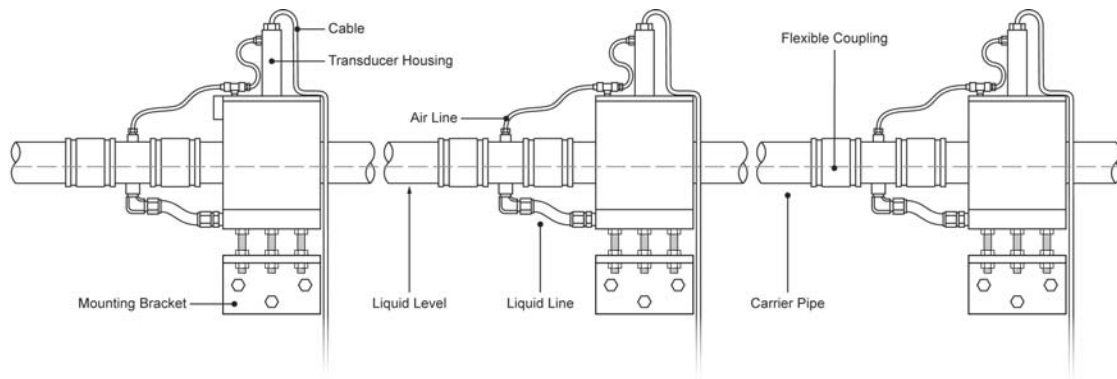 Cable
Flexible Coupling
Transducer Housing
Air Line
Mounting Bracket
Liquid Level
Liquid Line
Carrier Pipe